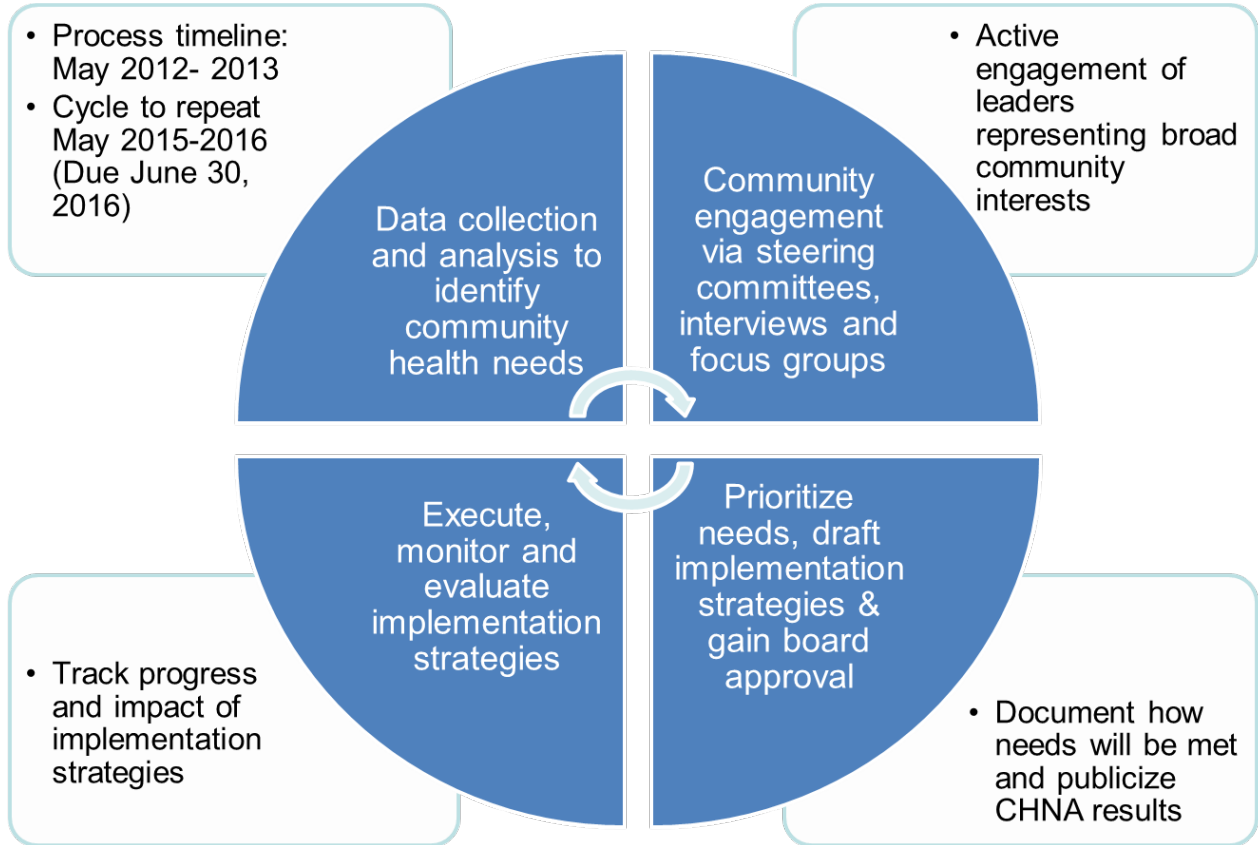 • Process timeline:
May 2012- 2013
• Cycle to repeat
May 2015-2016
(Due June 30,
2016)
Data collection
and analysis to
identify
community
health needs
Community
engagement
via steering
committees,
interviews and
focus groups
• Active
engagement of
leaders
representing broad
community
interests
Execute,
monitor and
evaluate
implementation
strategies
• Track progress
and impact of
implementation
strategies
Prioritize
needs, draft
implementation
strategies &
gain board
approval
• Document how
needs will be met
and publicize
CHNA results